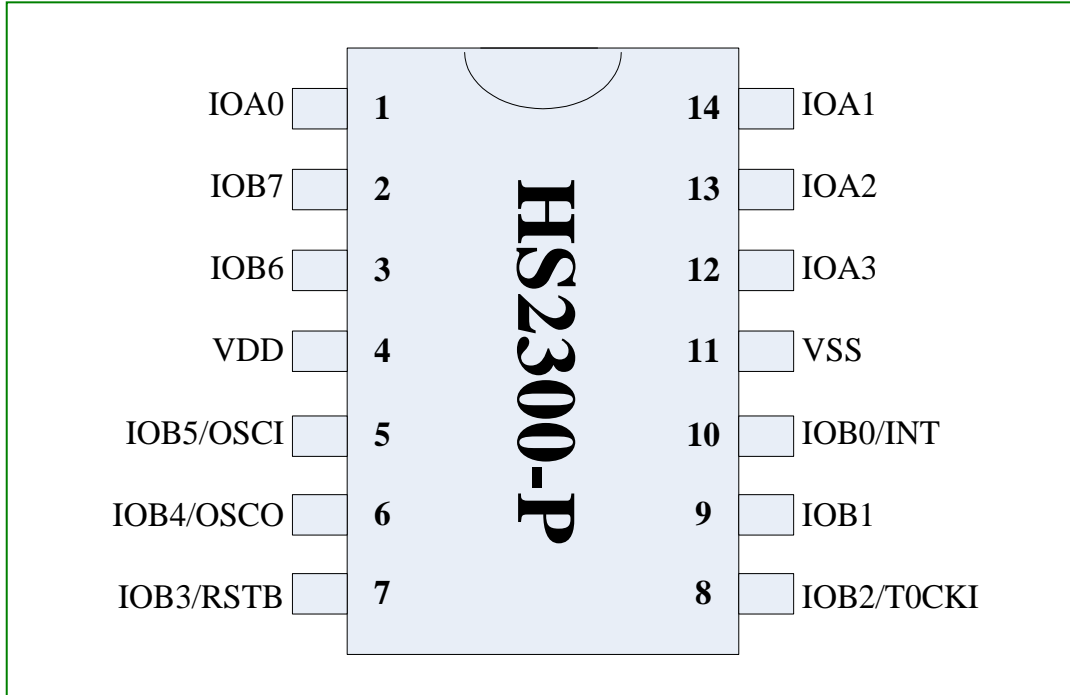 IOA0 1 14 IOA1
IOB7 2 13 IOA2
IOB6 3 12 IOA3
VDD 4 11 VSS
IOB5/OSCI 5 10 IOB0/INT
IOB4/OSCO 6 9 IOB1
IOB3/RSTB 7 8 IOB2/T0CKI
HS2300-P